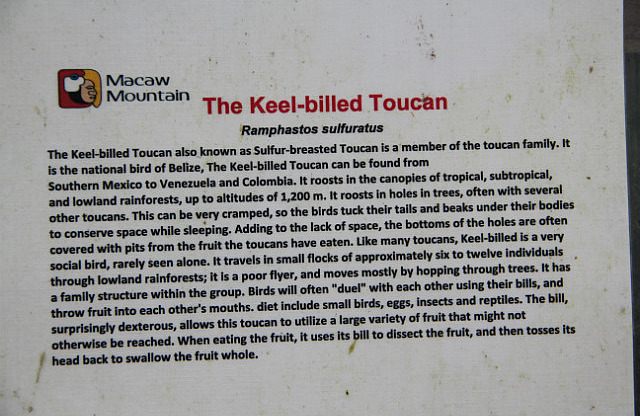 Macaw
Mountain
The Keel-billed Toucan
Ramphastos sulfuratus
The Keel-billed Toucan also known as Sulfur-breasted Toucan is a member of the toucan family. It
is the national bird of Belize, The Keel-billed Toucan can be found from
Southern Mexico to Venezuela and Colombia. It roosts in the canopies of tropical, subtropical,
and lowland rainforests, up to altitudes of 1,200 m. It roosts in holes in trees, often with several
other toucans. This can be very cramped, so the birds tuck their tails and beaks under their bodies
to conserve space while sleeping. Adding to the lack of space, the bottoms of the holes are often
covered with pits from the fruit the toucans have eaten. Like many toucans, Keel-billed is a very
social bird, rarely seen alone. It travels in small flocks of approximately six to twelve individuals
through lowland rainforests; it is a poor flyer, and moves mostly by hopping through trees. It has
a family structure within the group. Birds will often "duel" with each other using their bills, and
throw fruit into each other's mouths. diet include small birds, eggs, insects and reptiles. The bill,
surprisingly dexterous, allows this toucan to utilize a large variety of fruit that might not
otherwise be reached. When eating the fruit, it uses its bill to dissect the fruit, and then tosses its
head back to swallow the fruit whole.